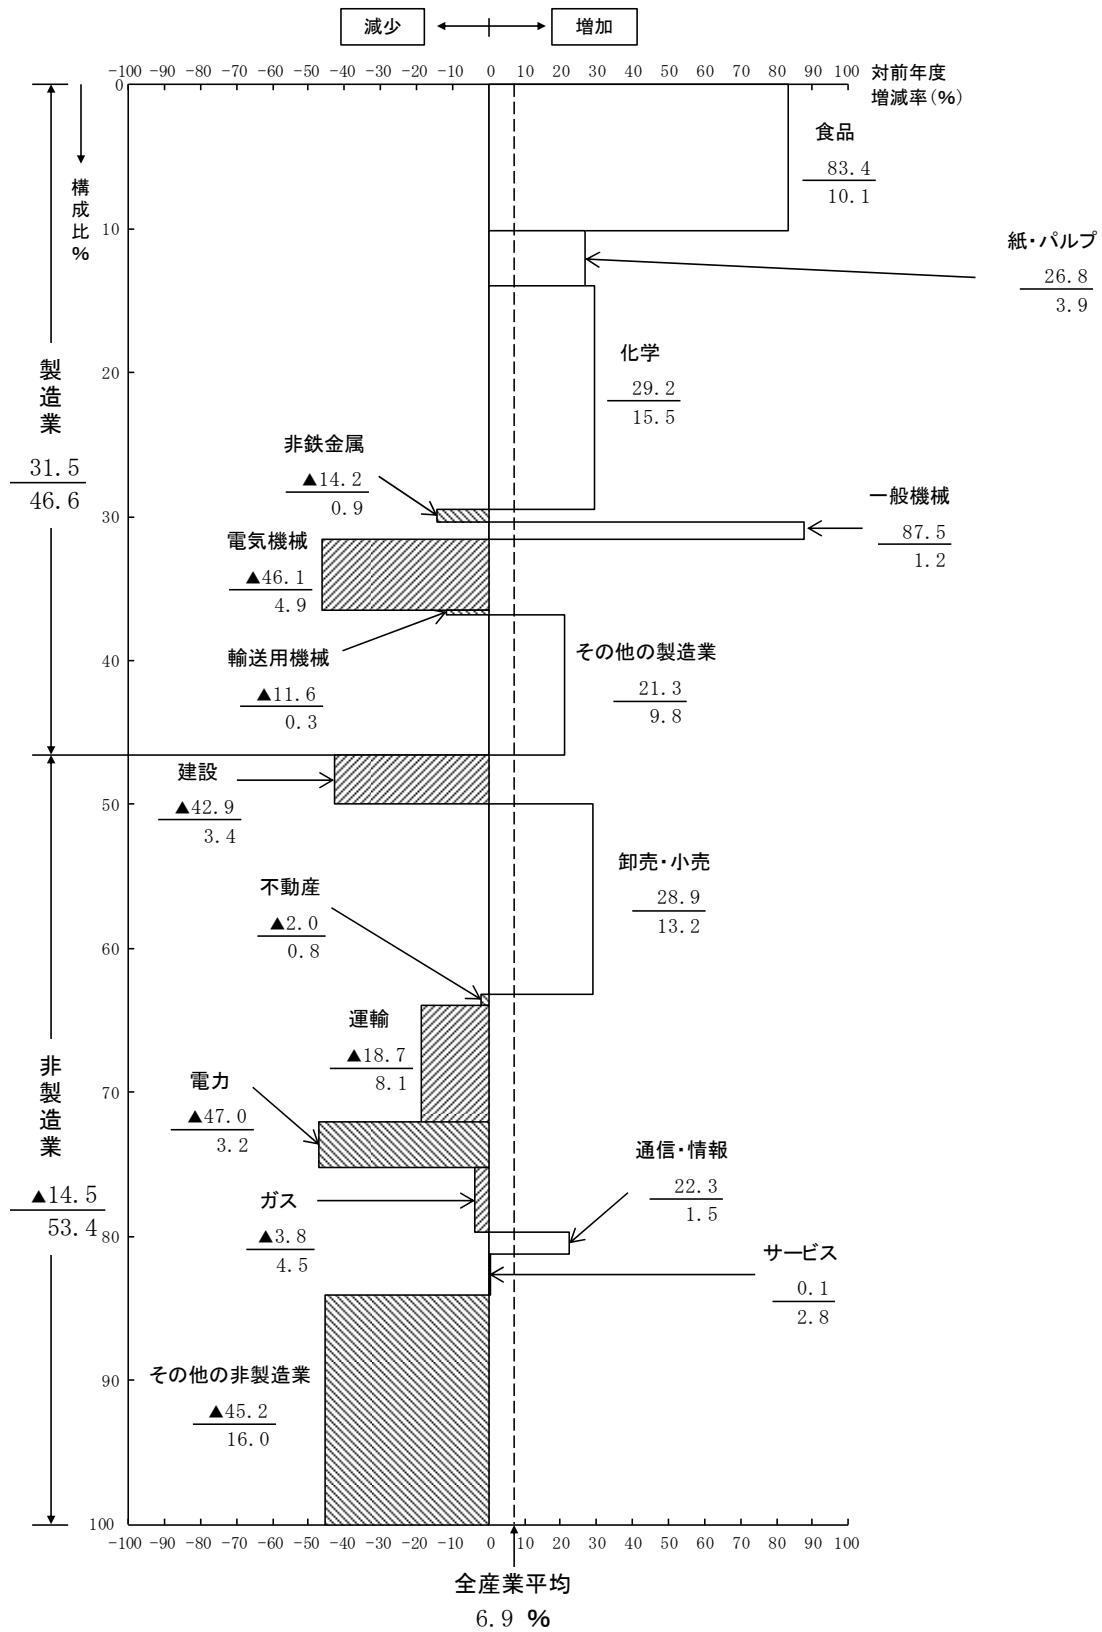 減少 増加
-100 -90 -80 -70 -60 -50 -40 -30 -20 -10 0 10 20 30 40 50 60 70 80 90 100
対前年度
増減率(%)
0
10
20
30
40
50
60
70
80
90
100
構成比%
製造業
31.5
46.6
非製造業
▲14.5
53.4
食品
83.4
10.1
紙・パルプ
26.8
3.9
化学
29.2
15.5
非鉄金属
▲14.2
0.9
一般機械
87.5
1.2
電気機械
▲46.1
4.9
輸送用機械
▲11.6
0.3
その他の製造業
21.3
9.8
建設
▲42.9
3.4
卸売・小売
28.9
13.2
不動産
▲2.0
0.8
運輸
▲18.7
8.1
電力
▲47.0
3.2
ガス
▲3.8
4.5
通信・情報
22.3
1.5
サービス
0.1
2.8
その他の非製造業
▲45.2
16.0
-100 -90 -80 -70 -60 -50 -40 -30 -20 -10 0 10 20 30 40 50 60 70 80 90 100
全産業平均
6.9 %